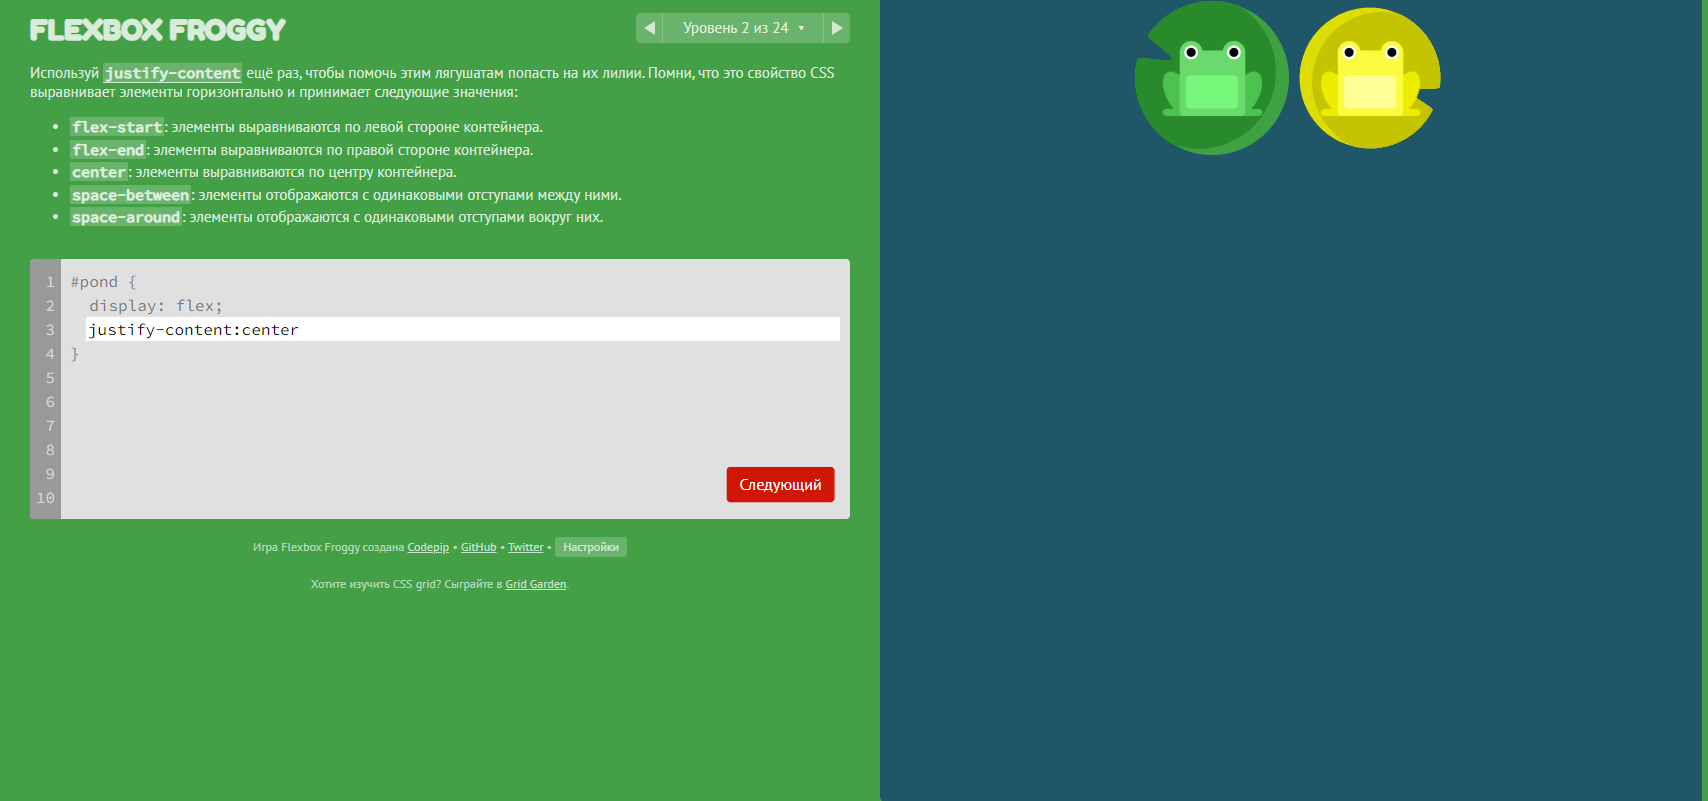 FLEXBOX FROGGY
Уровень 2 из 24
Используй justify-content ещё раз, чтобы помочь этим лягушатам попасть на их лилии. Помни, что это свойство CSS
выравнивает элементы горизонтально и принимает следующие значения:
flex-start: элементы выравниваются по левой стороне контейнера.
flex-end: элементы выравниваются по правой стороне контейнера.
center: элементы выравниваются по центру контейнера.
space-between: элементы отображаются с одинаковыми отступами между ними.
space-around: элементы отображаются с одинаковыми отступами вокруг них.
1 #pond {
2 display: flex;
3 justify-content:center
4 }
5
6
7
8
9
10
Следующий
Игра Flexbox Froggy создана Codepip • GitHub • Twitter • Настройки
Хотите изучить CSS grid? Сыграйте в Grid Garden.